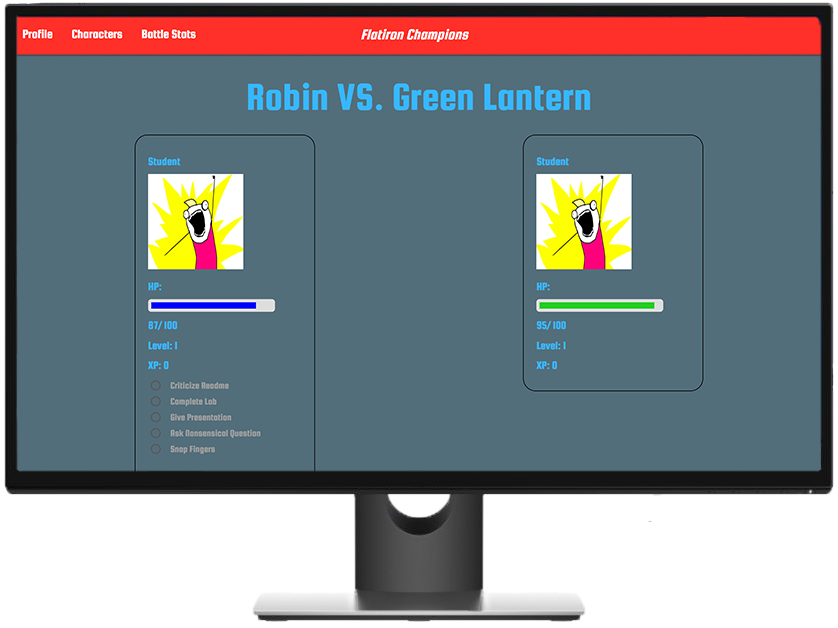 Profile Characters Battle Stats Flatiron Champions
Robin VS. Green Lantern
Student
HP:
87/100
Level: 1
XP: 0
Criticize Readme
Complete Lab
Give Presentation
Ask Nonsensical Question
Snap Fingers
Student
HP:
95/100
Level: 1
XP: 0